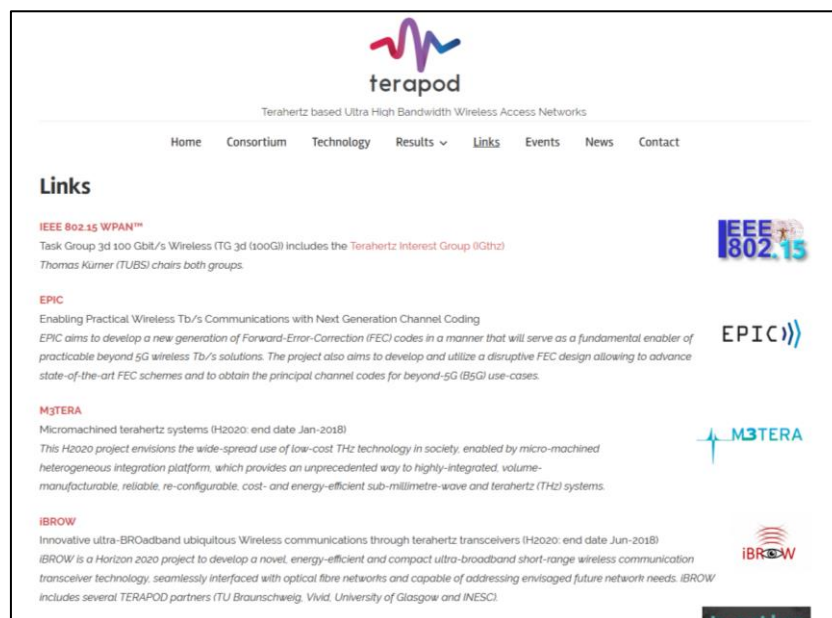 terapod
Terahertz based Ultra High Bandwidth Wireless Access Networks
Home Consortium Technology Results Links Events News Contact
Links
IEEE 802.15 WPAN™
Task Group 3d 100 Gbit/s Wireless (TG 3d (100G)) includes the Terahertz Interest Group (IGthz)
Thomas Kürner (TUBS) chairs both groups.
IEEE
802.15
EPIC
Enabling Practical Wireless Tb/s Communications with Next Generation Channel Coding
EPIC aims to develop a new generation of Forward-Error-Correction (FEC) codes in a manner that will serve as a fundamental enabler of
practicable beyond 5G wireless Tb/s solutions. The project also aims to develop and utilize a disruptive FEC design allowing to advance
state-of-the-art FEC schemes and to obtain the principal channel codes for beyond-5G (B5G) use-cases.
EPIC
M3TERA
Micromachined terahertz systems (H2020: end date Jan-2018)
This H2020 project envisions the wide-spread use of low-cost THz technology in society, enabled by micro-machined
heterogeneous integration platform, which provides an unprecedented way to highly-integrated, volume-
manufacturable, reliable, re-configurable, cost- and energy-efficient sub-millimetre-wave and terahertz (THz) systems.
M3TERA
iBROW
Innovative ultra-BROadband ubiquitous Wireless communications through terahertz transceivers (H2020: end date Jun-2018)
iBROW is a Horizon 2020 project to develop a novel, energy-efficient and compact ultra-broadband short-range wireless communication
transceiver technology, seamlessly interfaced with optical fibre networks and capable of addressing envisaged future network needs. iBROW
includes several TERAPOD partners (TU Braunschweig, Vivid, University of Glasgow and INESC).
iBROW